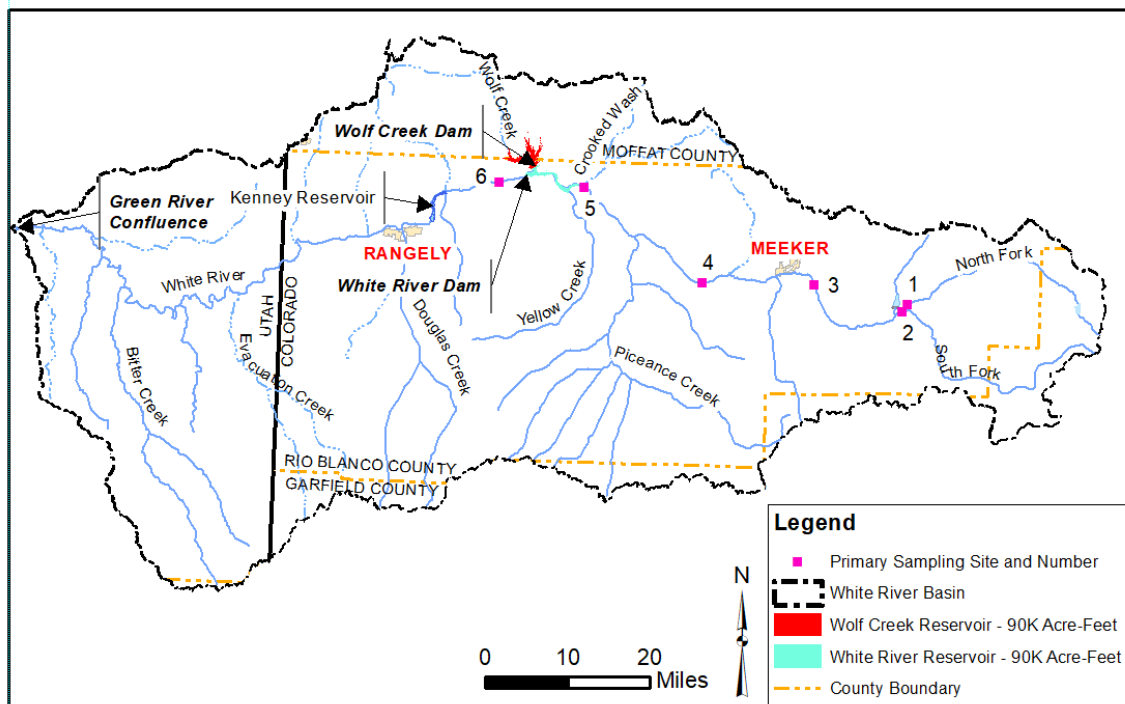 Wolf Creek
Crooked Wash
Wolf Creek Dam
MOFFAT COUNTY
6
Kenney Reservoir
5
Green River
Confluence
RANGELY
MEEKER
North Fork
White River
White River Dam
4
3
1
2
UTAH
COLORADO
Yellow Creek
Douglas Creek
Piceance Creek
South Fork
Bitter Creek
Evacuation Creek
RIO BLANCO COUNTY
GARFIELD COUNTY
Legend
Primary Sampling Site and Number
White River Basin
Wolf Creek Reservoir - 90K Acre-Feet
White River Reservoir - 90K Acre-Feet
County Boundary
N
0 10 20
Miles